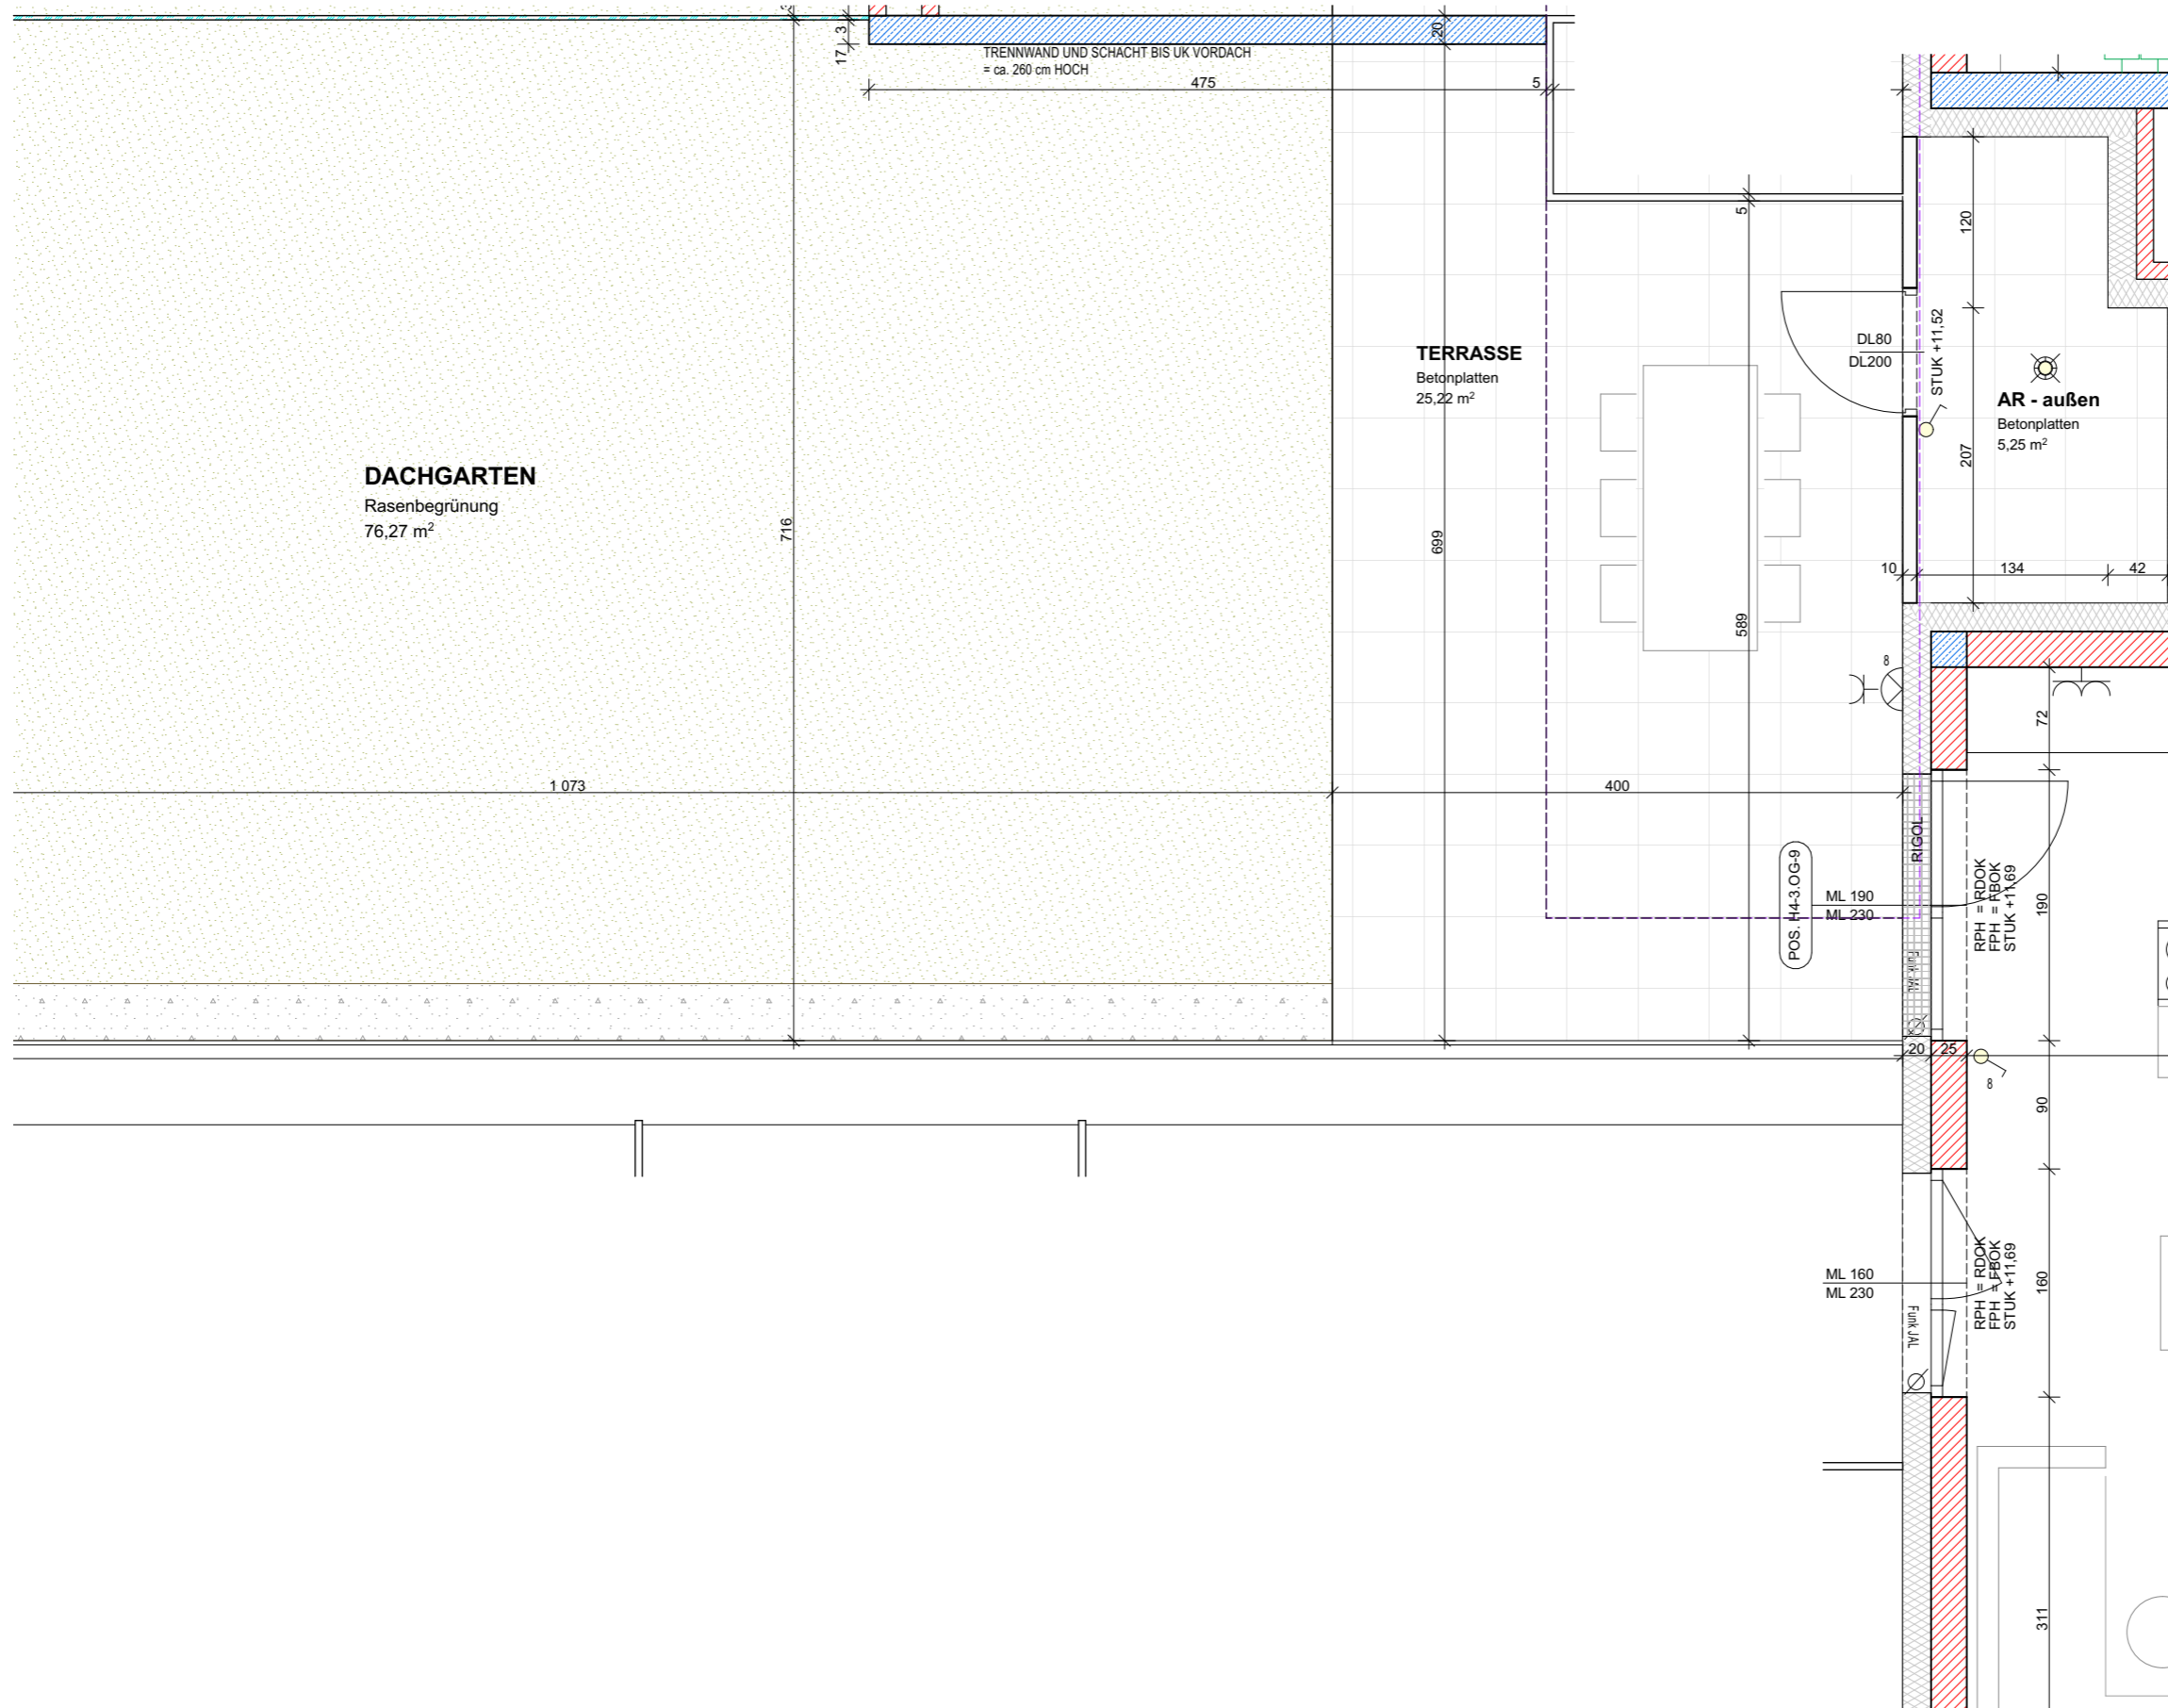 3
17
20
TRENNWAND UND SCHACHT BIS UK VORDACH
= ca. 260 cm HOCH
475
5
5
120
DL80
DL200
STUK +11,52
TERRASSE
Betonplatten
25,22 m²
AR - außen
Betonplatten
5,25 m²
207
DACHGARTEN
Rasenbegrünung
76,27 m²
716
699
589
10
134
42
8
72
1 073
400
RIGOL
POS. H4-3.OG-9
ML 190
ML 230
RPH = RDOK
FPH = FBOK
STUK +11,69
190
Funk JAL
20
25
8
90
ML 160
ML 230
RPH = RDOK
FPH = FBOK
STUK +11,69
160
Funk JAL
311